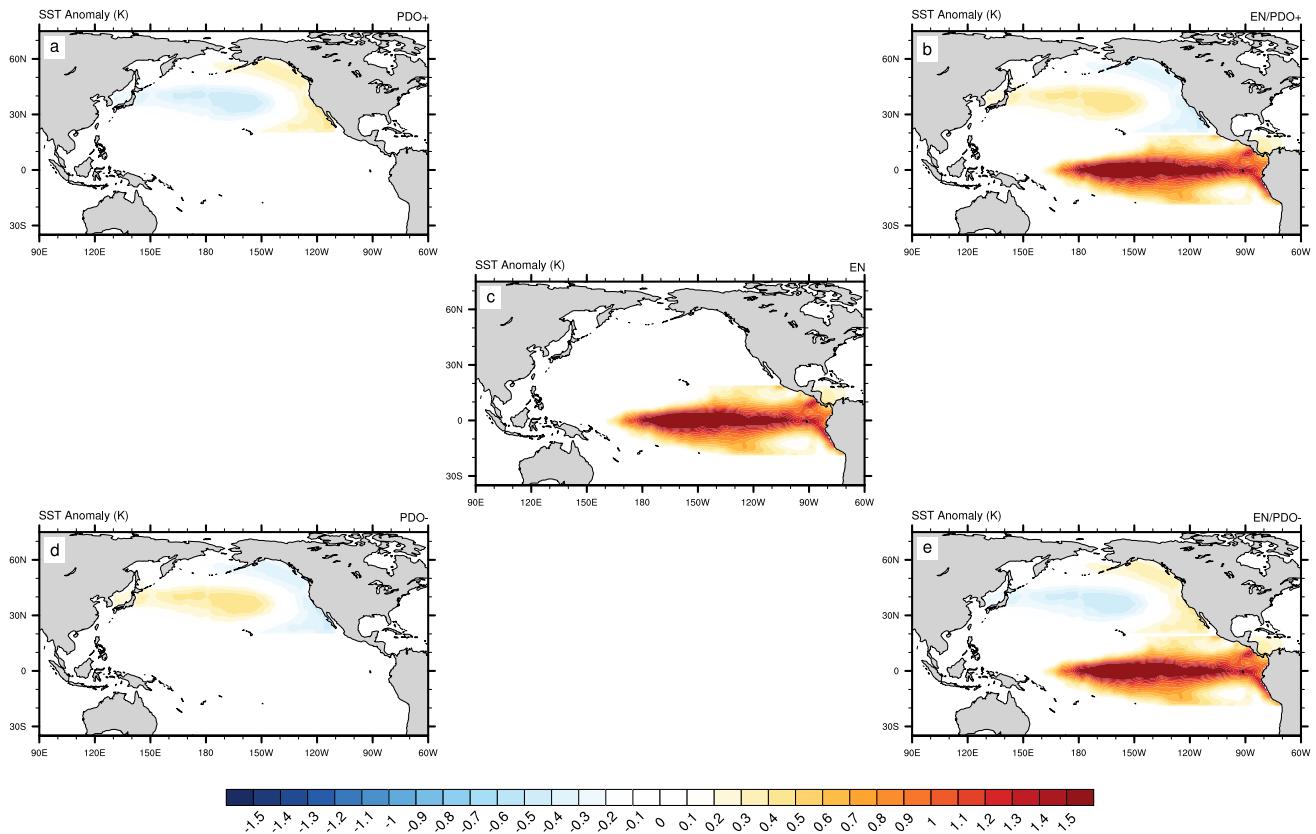 SST Anomaly (K) PDO+
a
60N
30N
0
30S
90E 120E 150E 180 150W 120W 90W 60W
SST Anomaly (K) EN/PDO+
b
60N
30N
0
30S
90E 120E 150E 180 150W 120W 90W 60W
SST Anomaly (K) EN
c
60N
30N
0
30S
90E 120E 150E 180 150W 120W 90W 60W
SST Anomaly (K) PDO-
d
60N
30N
0
30S
90E 120E 150E 180 150W 120W 90W 60W
SST Anomaly (K) EN/PDO-
e
60N
30N
0
30S
90E 120E 150E 180 150W 120W 90W 60W
-1.5 -1.4 -1.3 -1.2 -1.1 -1 -0.9 -0.8 -0.7 -0.6 -0.5 -0.4 -0.3 -0.2 -0.1 0 0.1 0.2 0.3 0.4 0.5 0.6 0.7 0.8 0.9 1 1.1 1.2 1.3 1.4 1.5